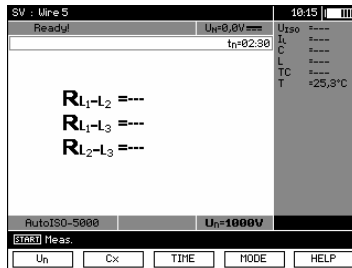 SV : Wire 5 10:15
Ready! UN=0,0V
tn=02:30
RL1-L2 =---
RL1-L3 =---
RL2-L3 =---
UISO =---
IL =---
C =---
L =---
TC =---
T =25,3°C
AutoISO-5000 Un=1000V
START Meas.
Un Cx TIME MODE HELP